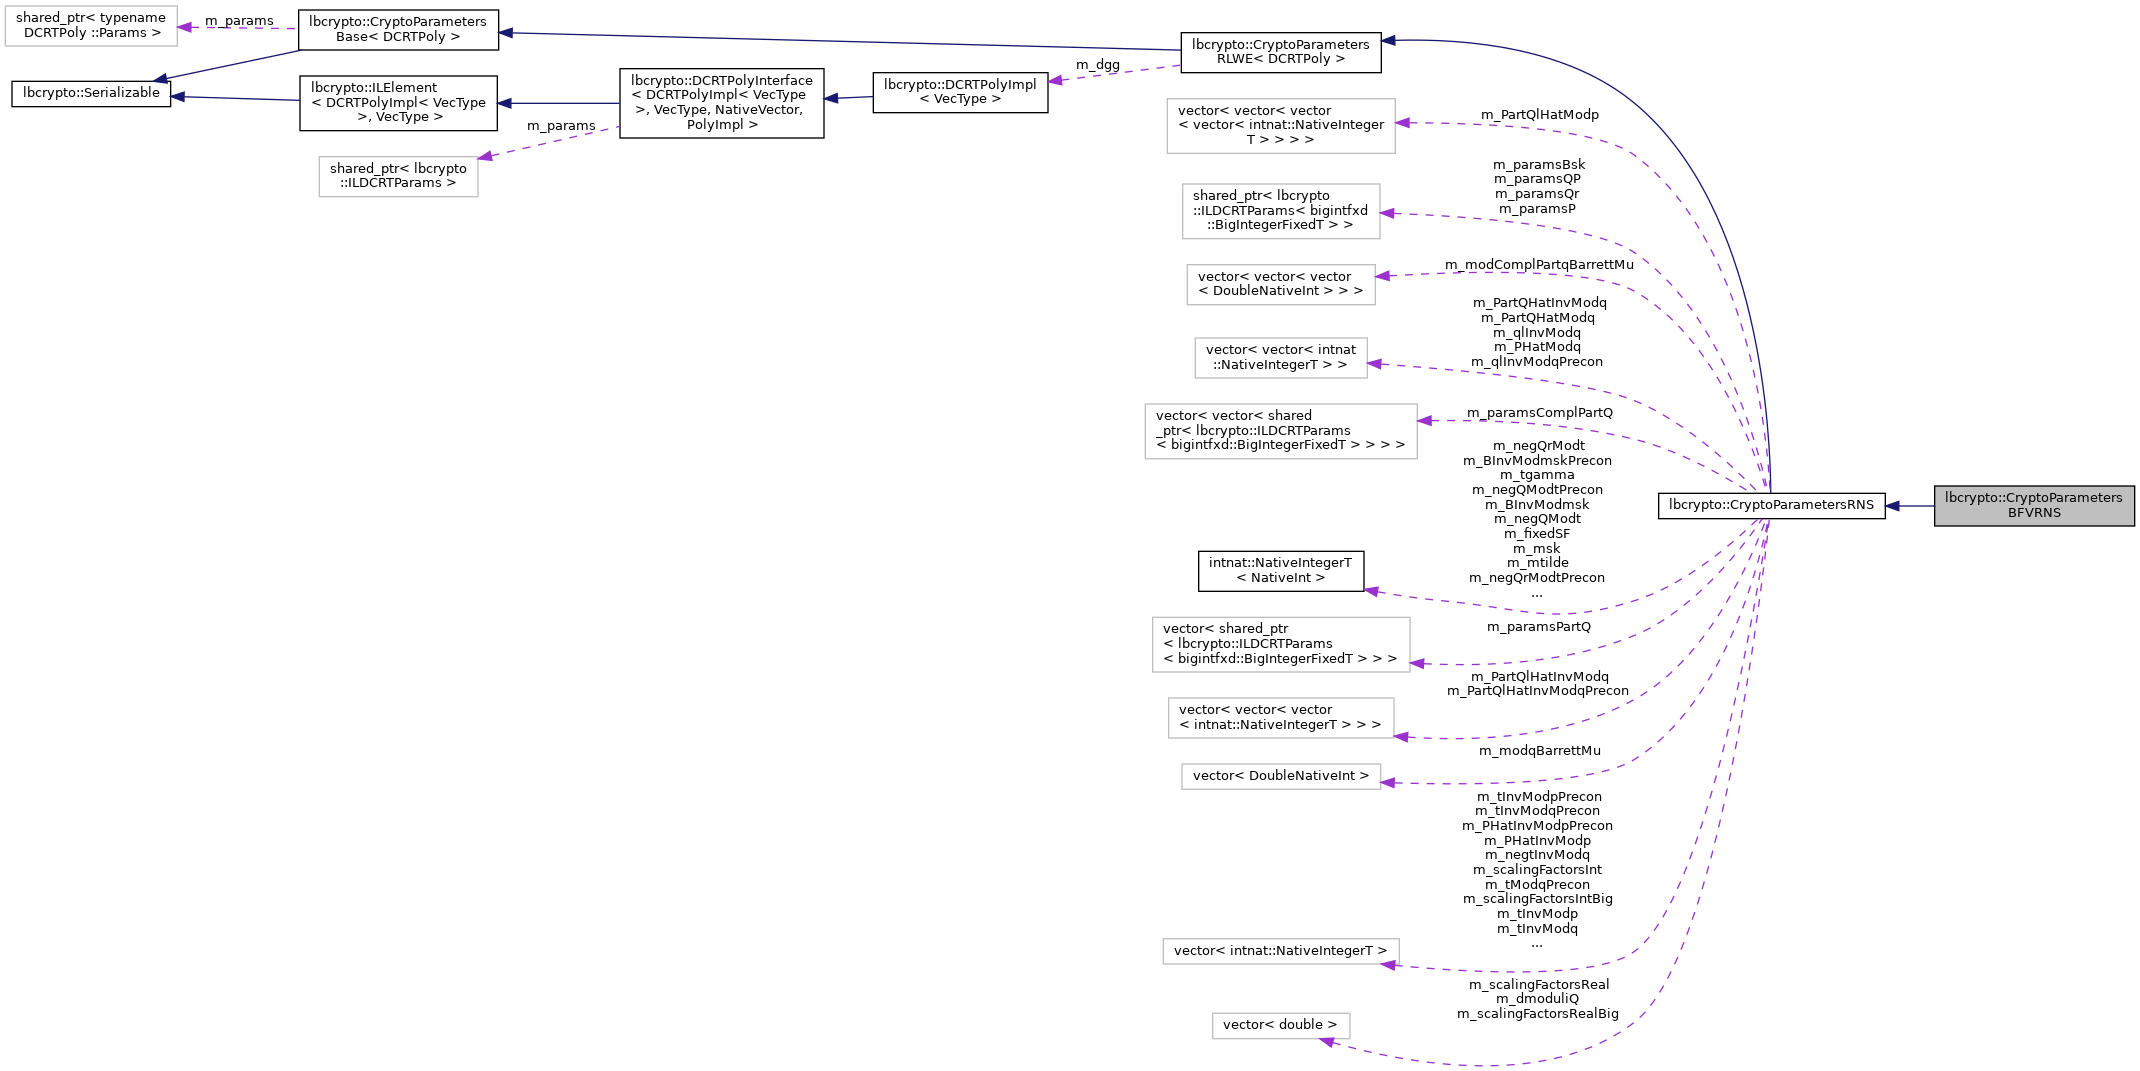 shared_ptr< typename
DCRTPoly ::Params >
m_params
lbcrypto::CryptoParameters
Base< DCRTPoly >
lbcrypto::Serializable
lbcrypto::ILElement
< DCRTPolyImpl< VecType
>, VecType >
m_params
shared_ptr< lbcrypto
::ILDCRTParams >
lbcrypto::DCRTPolyInterface
< DCRTPolyImpl< VecType
>, VecType, NativeVector,
PolyImpl >
lbcrypto::DCRTPolyImpl
< VecType >
m_dgg
lbcrypto::CryptoParameters
RLWE< DCRTPoly >
vector< vector< vector
< vector< intnat::NativeInteger
T > > > >
m_PartQlHatModp
shared_ptr< lbcrypto
::ILDCRTParams< bigintfxd
::BigIntegerFixedT > >
m_paramsBsk
m_paramsQP
m_paramsQr
m_paramsP
vector< vector< vector
< DoubleNativeInt > > >
m_modComplPartqBarrettMu
vector< vector< intnat
::NativeIntegerT > >
m_PartQHatInvModq
m_PartQHatModq
m_qlInvModq
m_PHatModq
m_qlInvModqPrecon
vector< vector< shared
_ptr< lbcrypto::ILDCRTParams
< bigintfxd::BigIntegerFixedT > > > >
m_paramsComplPartQ
intnat::NativeIntegerT
< NativeInt >
m_negQrModt
m_BInvModmskPrecon
m_tgamma
m_negQModtPrecon
m_BInvModmsk
m_negQModt
m_fixedSF
m_msk
m_mtilde
m_negQrModtPrecon
...
vector< shared_ptr
< lbcrypto::ILDCRTParams
< bigintfxd::BigIntegerFixedT > > >
m_paramsPartQ
vector< vector< vector
< intnat::NativeIntegerT > > >
m_PartQlHatInvModq
m_PartQlHatInvModqPrecon
vector< DoubleNativeInt >
m_modqBarrettMu
vector< intnat::NativeIntegerT >
m_tInvModpPrecon
m_tInvModqPrecon
m_PHatInvModpPrecon
m_PHatInvModp
m_negtInvModq
m_scalingFactorsInt
m_tModqPrecon
m_scalingFactorsIntBig
m_tInvModp
m_tInvModq
...
vector< double >
m_scalingFactorsReal
m_dmoduliQ
m_scalingFactorsRealBig
lbcrypto::CryptoParametersRNS
lbcrypto::CryptoParameters
BFVRNS